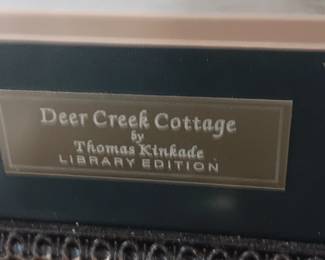 Deer Creek Cottage
by
Thomas Kinkade
LIBRARY EDITION